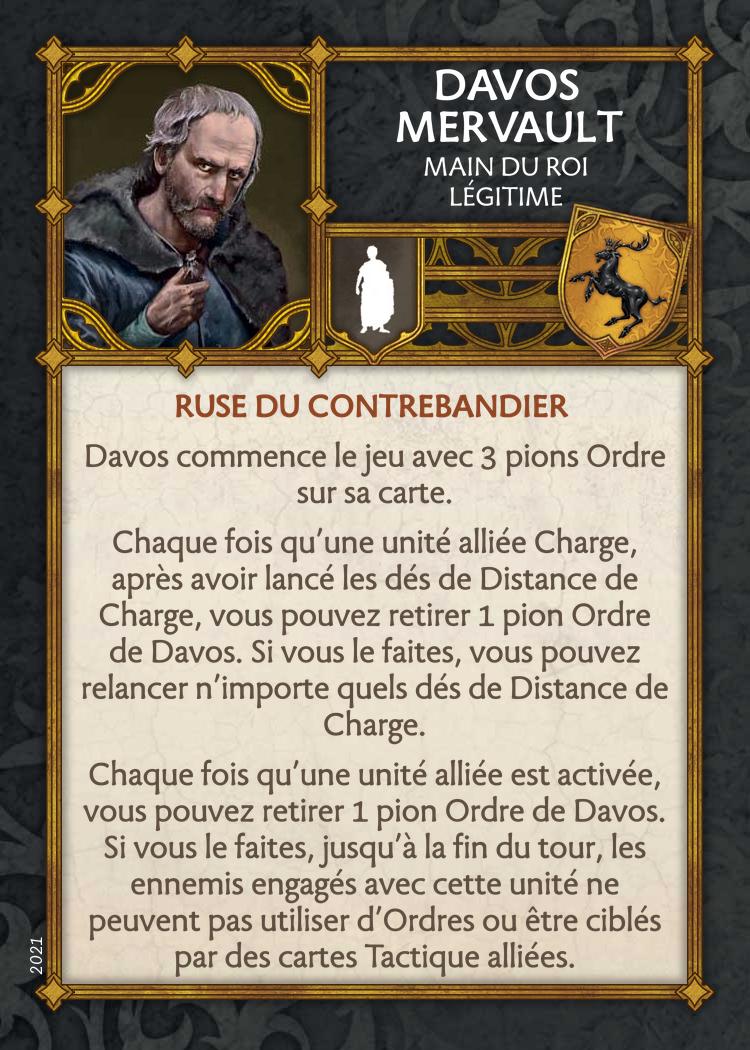 DAVOS
MERVAULT
MAIN DU ROI
LÉGITIME
RUSE DU CONTREBANDIER
Davos commence le jeu avec 3 pions Ordre
sur sa carte.
Chaque fois qu’une unité alliée Charge,
après avoir lancé les dés de Distance de
Charge, vous pouvez retirer 1 pion Ordre
de Davos. Si vous le faites, vous pouvez
relancer n’importe quels dés de Distance de
Charge.
Chaque fois qu’une unité alliée est activée,
vous pouvez retirer 1 pion Ordre de Davos.
Si vous le faites, jusqu’à la fin du tour, les
ennemis engagés avec cette unité ne
peuvent pas utiliser d’Ordres ou être ciblés
par des cartes Tactique alliées.
2021